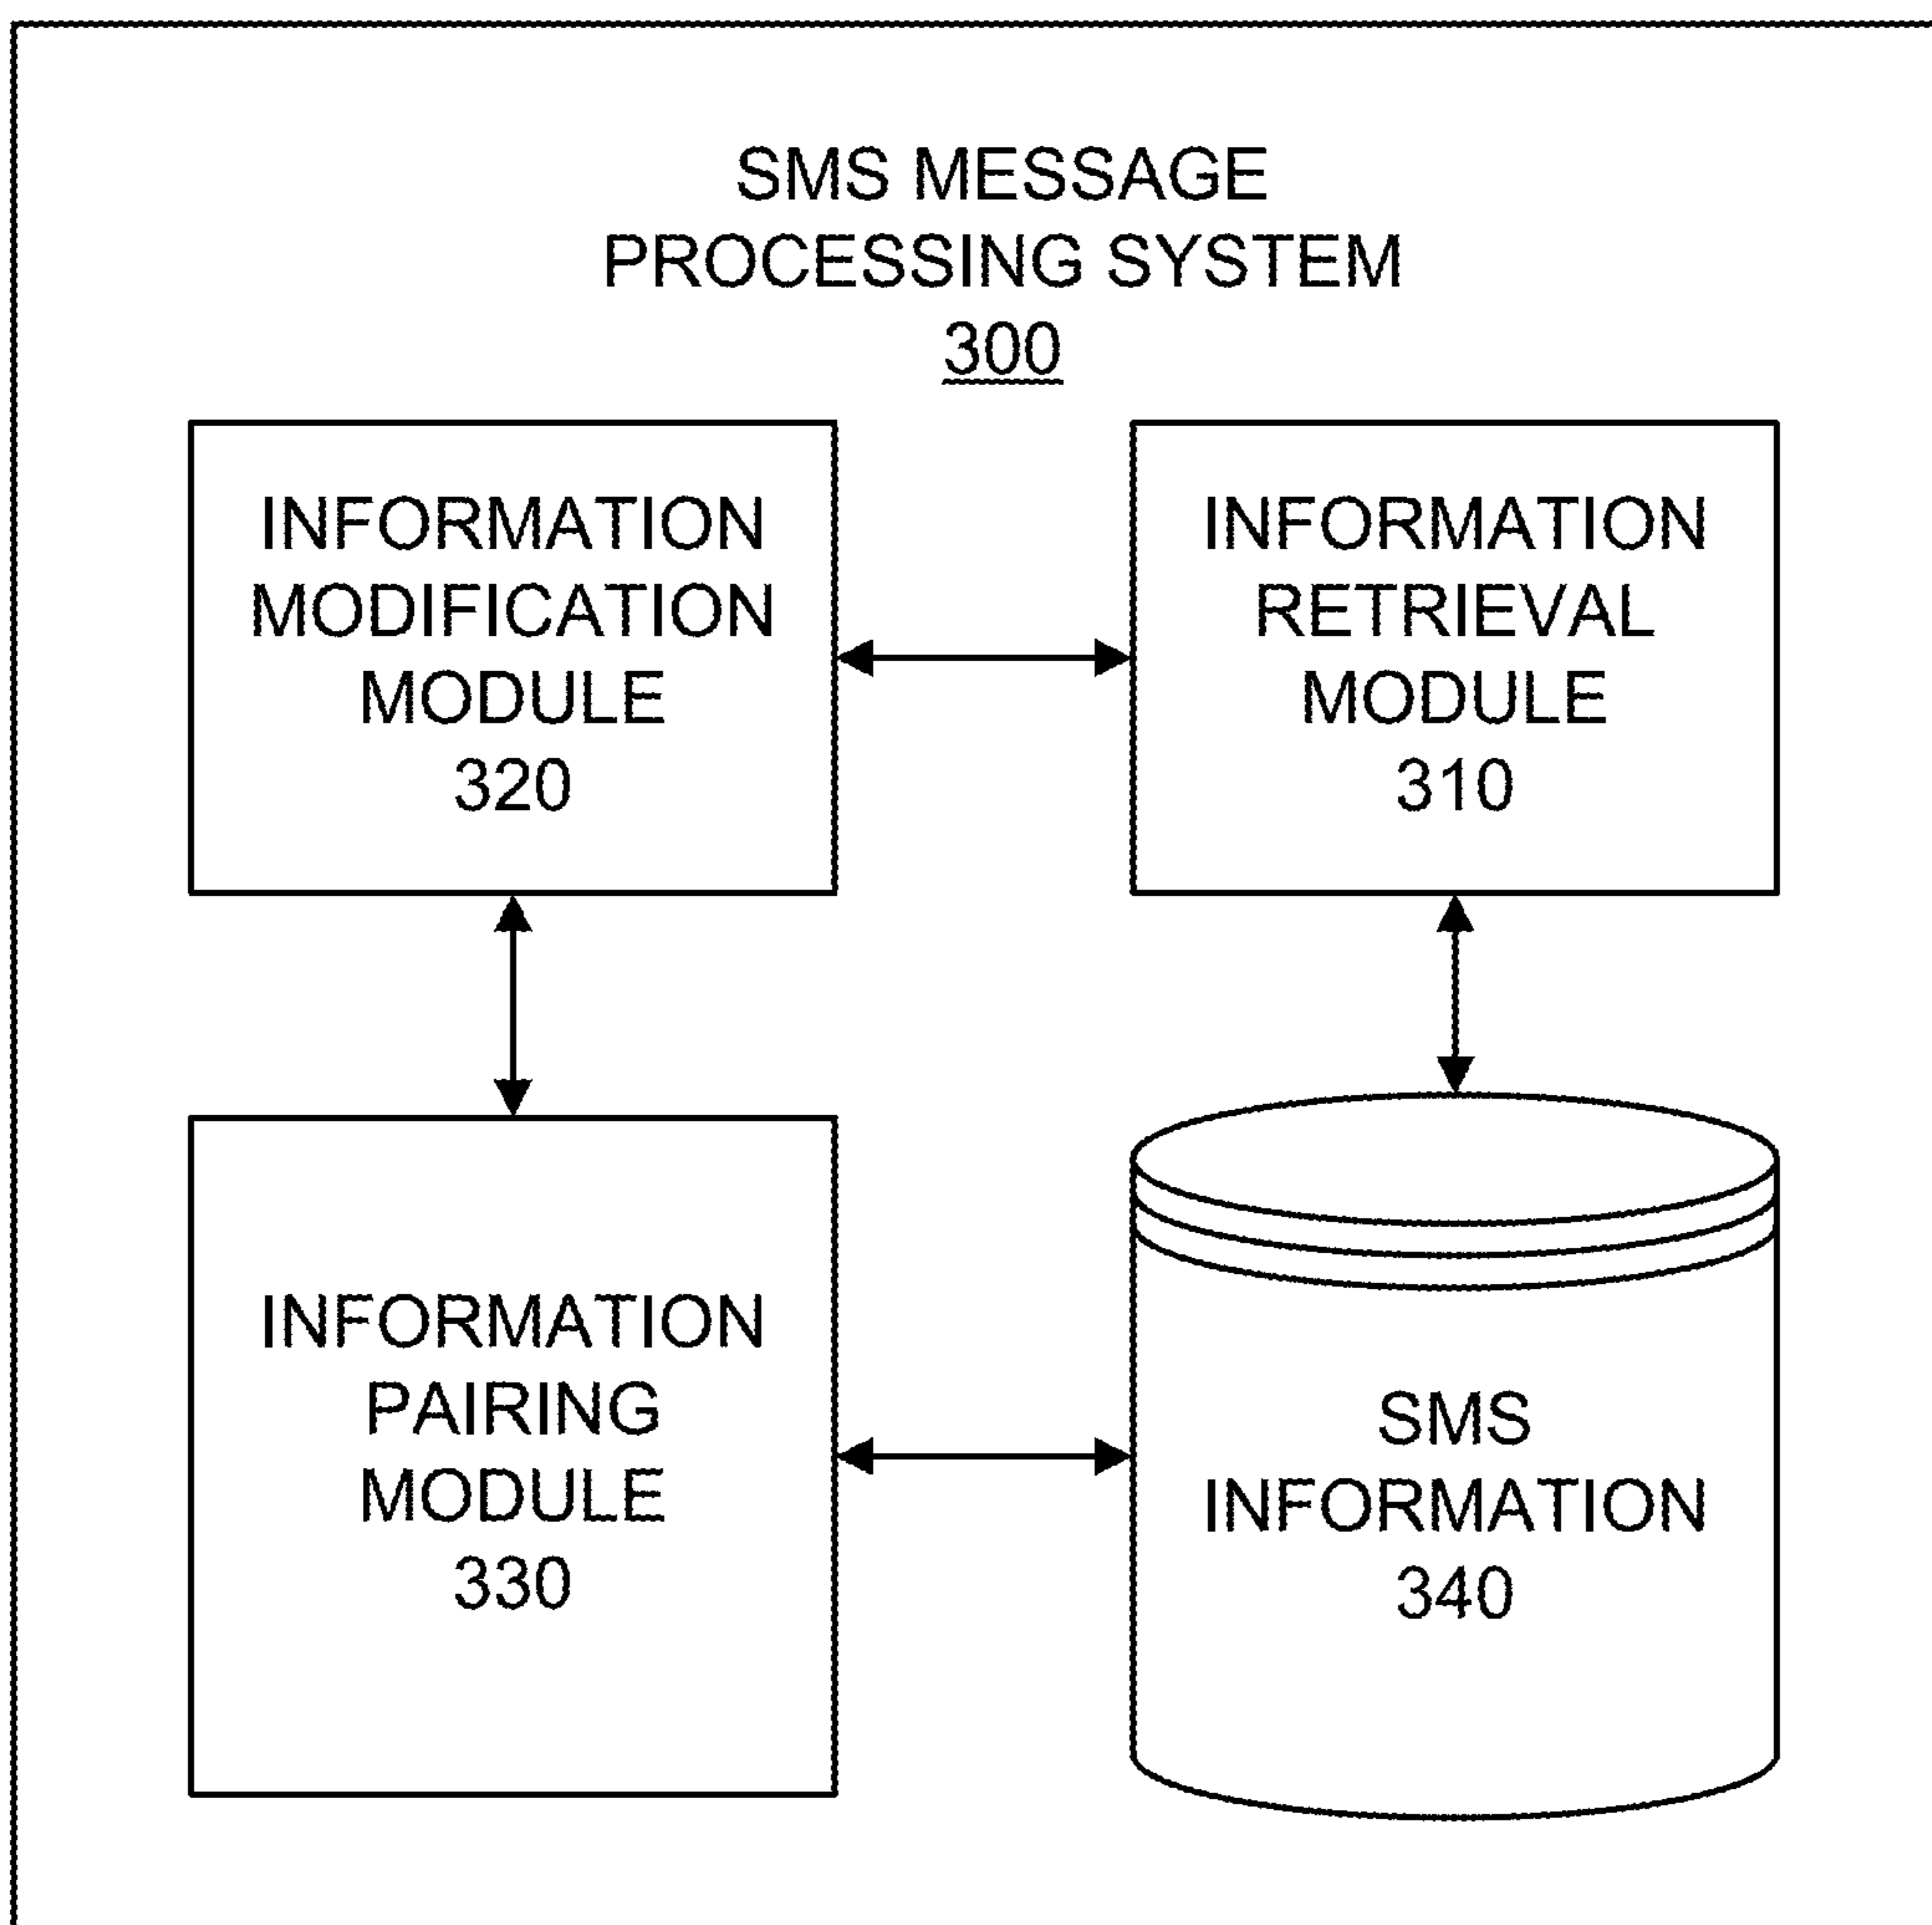 SMS MESSAGE
PROCESSING SYSTEM
300
INFORMATION
MODIFICATION
MODULE
320
INFORMATION
RETRIEVAL
MODULE
310
INFORMATION
PAIRING
MODULE
330
SMS
INFORMATION
340